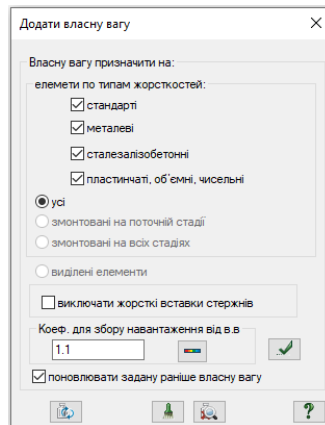 Додати власну вагу
Власну вагу призначити на:
елемети по типам жорсткостей:
стандарті
металеві
сталезалізобетонні
пластинчаті, об'ємні, чисельні
усі
змонтовані на поточній стадії
змонтовані на всіх стадіях
виділені елементи
виключати жорсткі вставки стержнів
Коеф. для збору навантаження від в.в
1.1
поновлювати задану раніше власну вагу
?